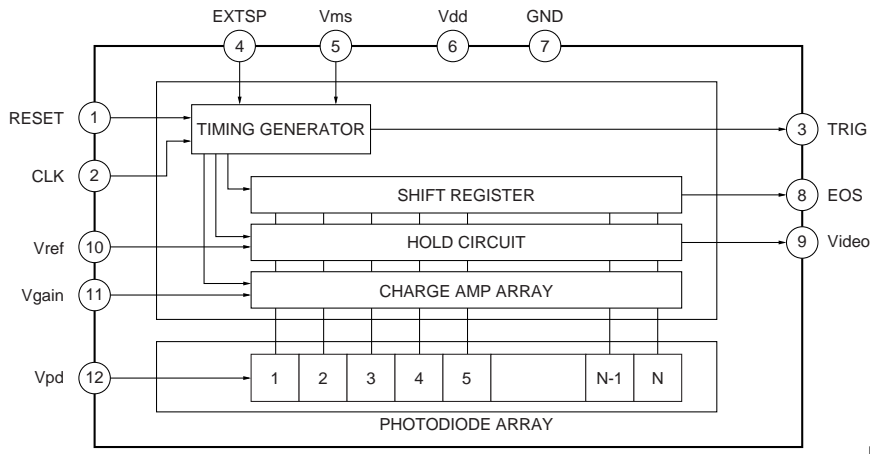 EXTSP Vms Vdd GND
4 5 6 7
RESET 1 TIMING GENERATOR 3 TRIG
CLK 2
SHIFT REGISTER 8 EOS
Vref 10 HOLD CIRCUIT 9 Video
Vgain 11 CHARGE AMP ARRAY
Vpd 12 1 2 3 4 5 N-1 N
PHOTODIODE ARRAY